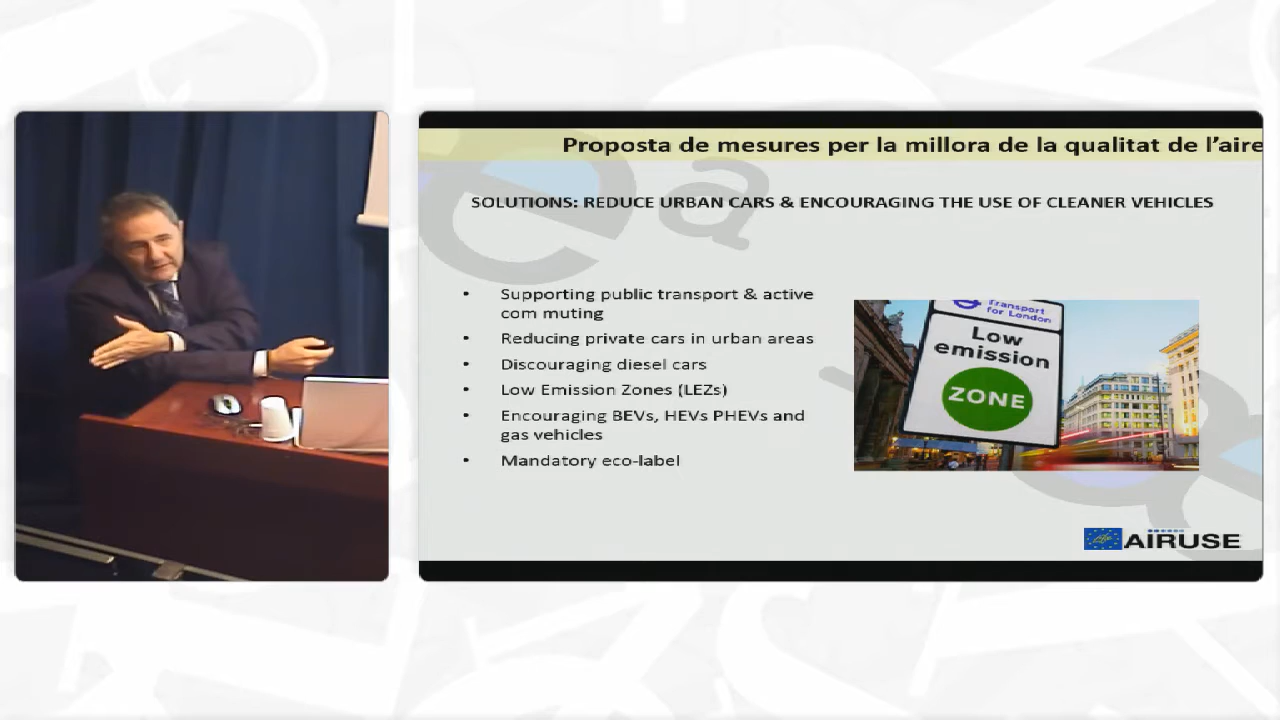 Proposta de mesures per la millora de la qualitat de l'aire
SOLUTIONS: REDUCE URBAN CARS & ENCOURAGING THE USE OF CLEANER VEHICLES
• Supporting public transport & active
com muting
• Reducing private cars in urban areas
• Discouraging diesel cars
• Low Emission Zones (LEZs)
• Encouraging BEVs, HEVs PHEVs and
gas vehicles
• Mandatory eco-label
Transport
for London
Low
emission
ZONE
Life
AIRUSE